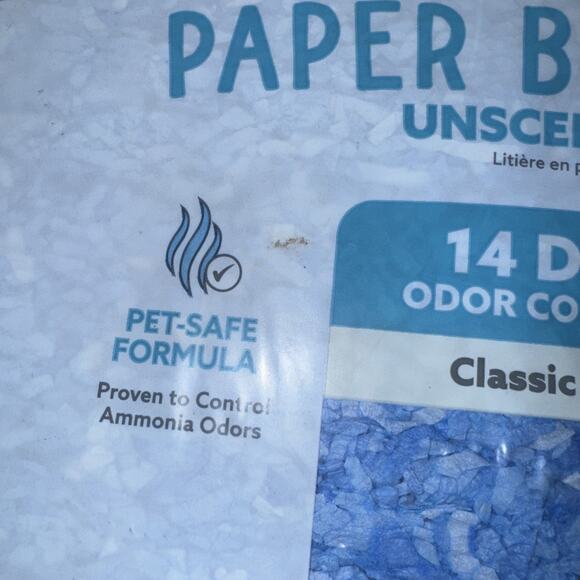 PAPER B
UNSCE
Litière en p
14 D
ODOR CO
Classic
PET-SAFE
FORMULA
Proven to Control
Ammonia Odors